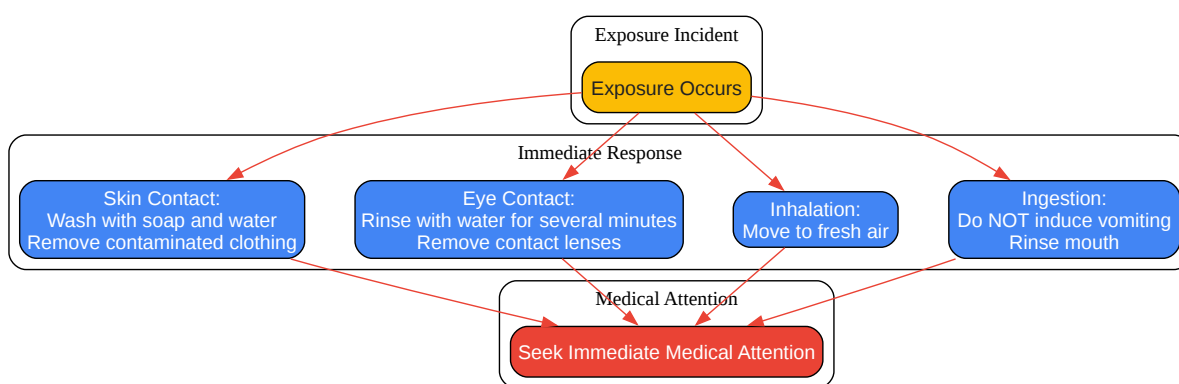 Exposure Incident
Exposure Occurs
Immediate Response
Skin Contact:
Wash with soap and water
Remove contaminated clothing
Eye Contact:
Rinse with water for several minutes
Remove contact lenses
Inhalation:
Move to fresh air
Ingestion:
Do NOT induce vomiting
Rinse mouth
Medical Attention
Seek Immediate Medical Attention